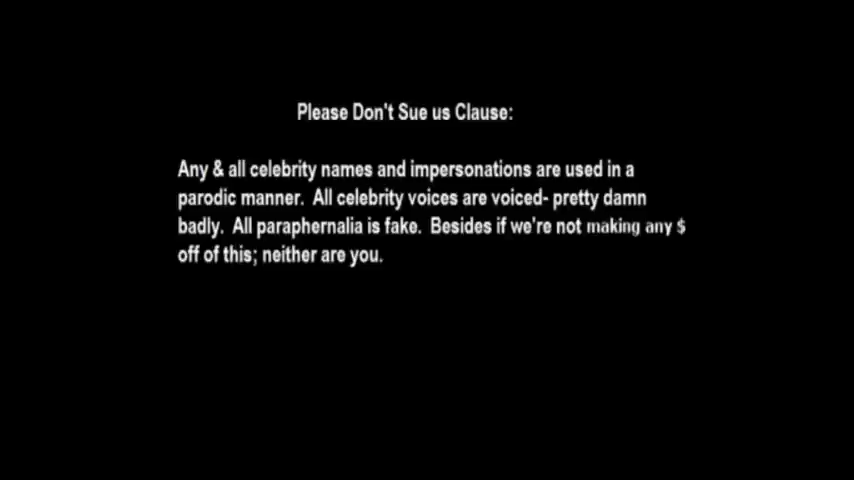 Please Don't Sue us Clause:
Any & all celebrity names and impersonations are used in a
parodic manner.  All celebrity voices are voiced- pretty damn
badly.  All paraphernalia is fake.  Besides if we're not making any $
off of this; neither are you.